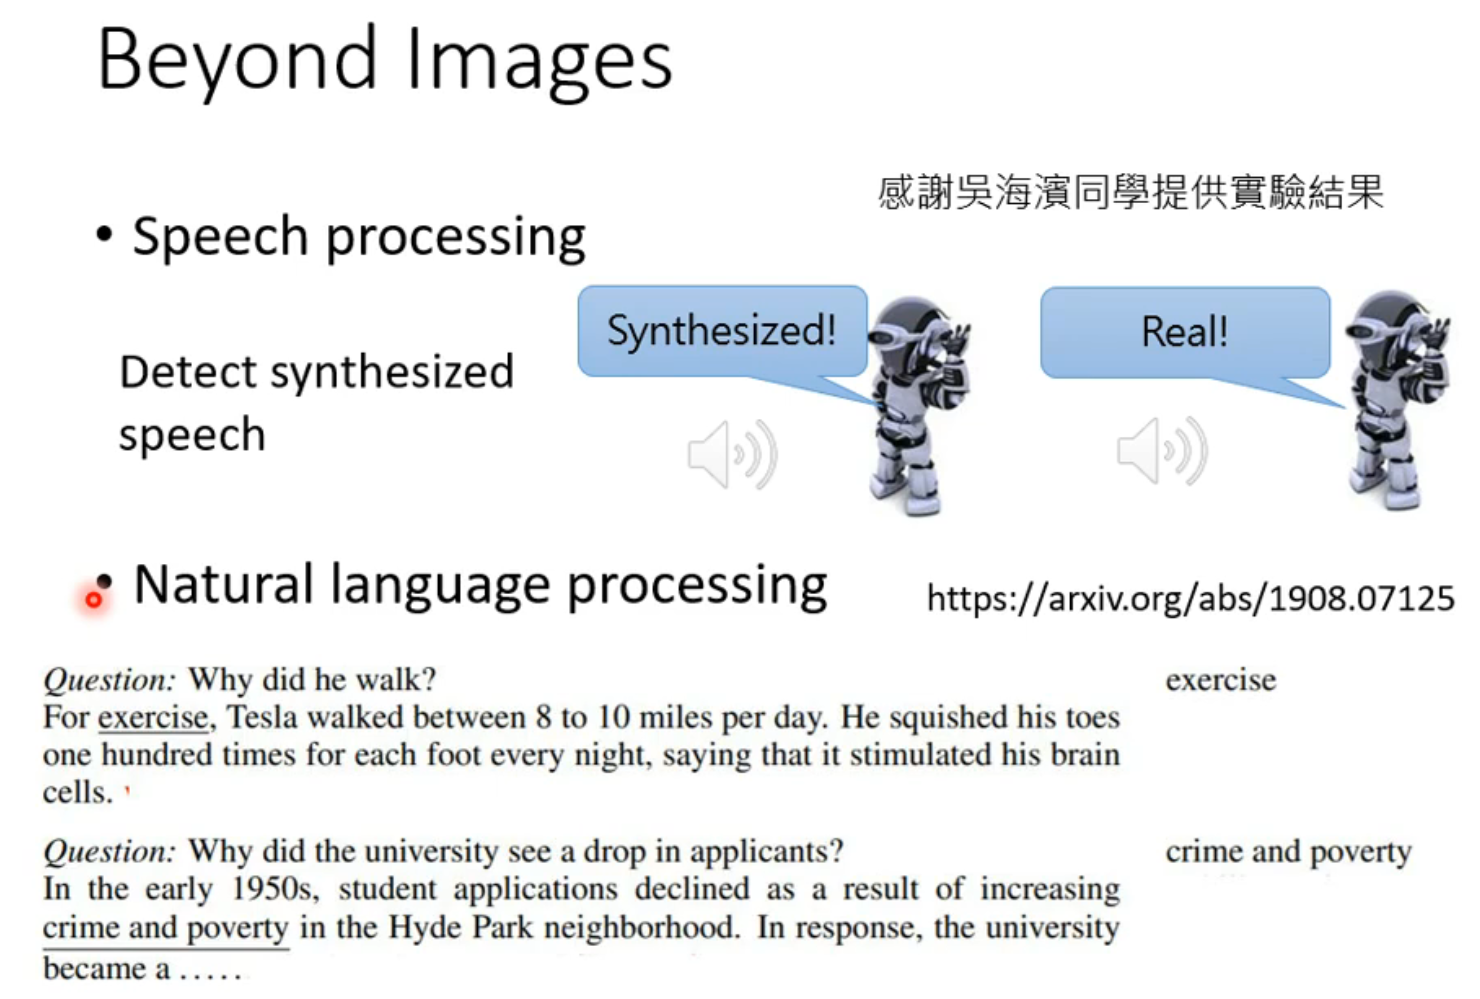 Beyond Images
感謝吳海濱同學提供實驗結果
• Speech processing
Synthesized!
Real!
Detect synthesized
speech
• Natural language processing
https://arxiv.org/abs/1908.07125
Question: Why did he walk?
exercise
For exercise, Tesla walked between 8 to 10 miles per day. He squished his toes
one hundred times for each foot every night, saying that it stimulated his brain
cells.
Question: Why did the university see a drop in applicants?
crime and poverty
In the early 1950s, student applications declined as a result of increasing
crime and poverty in the Hyde Park neighborhood. In response, the university
became a .....